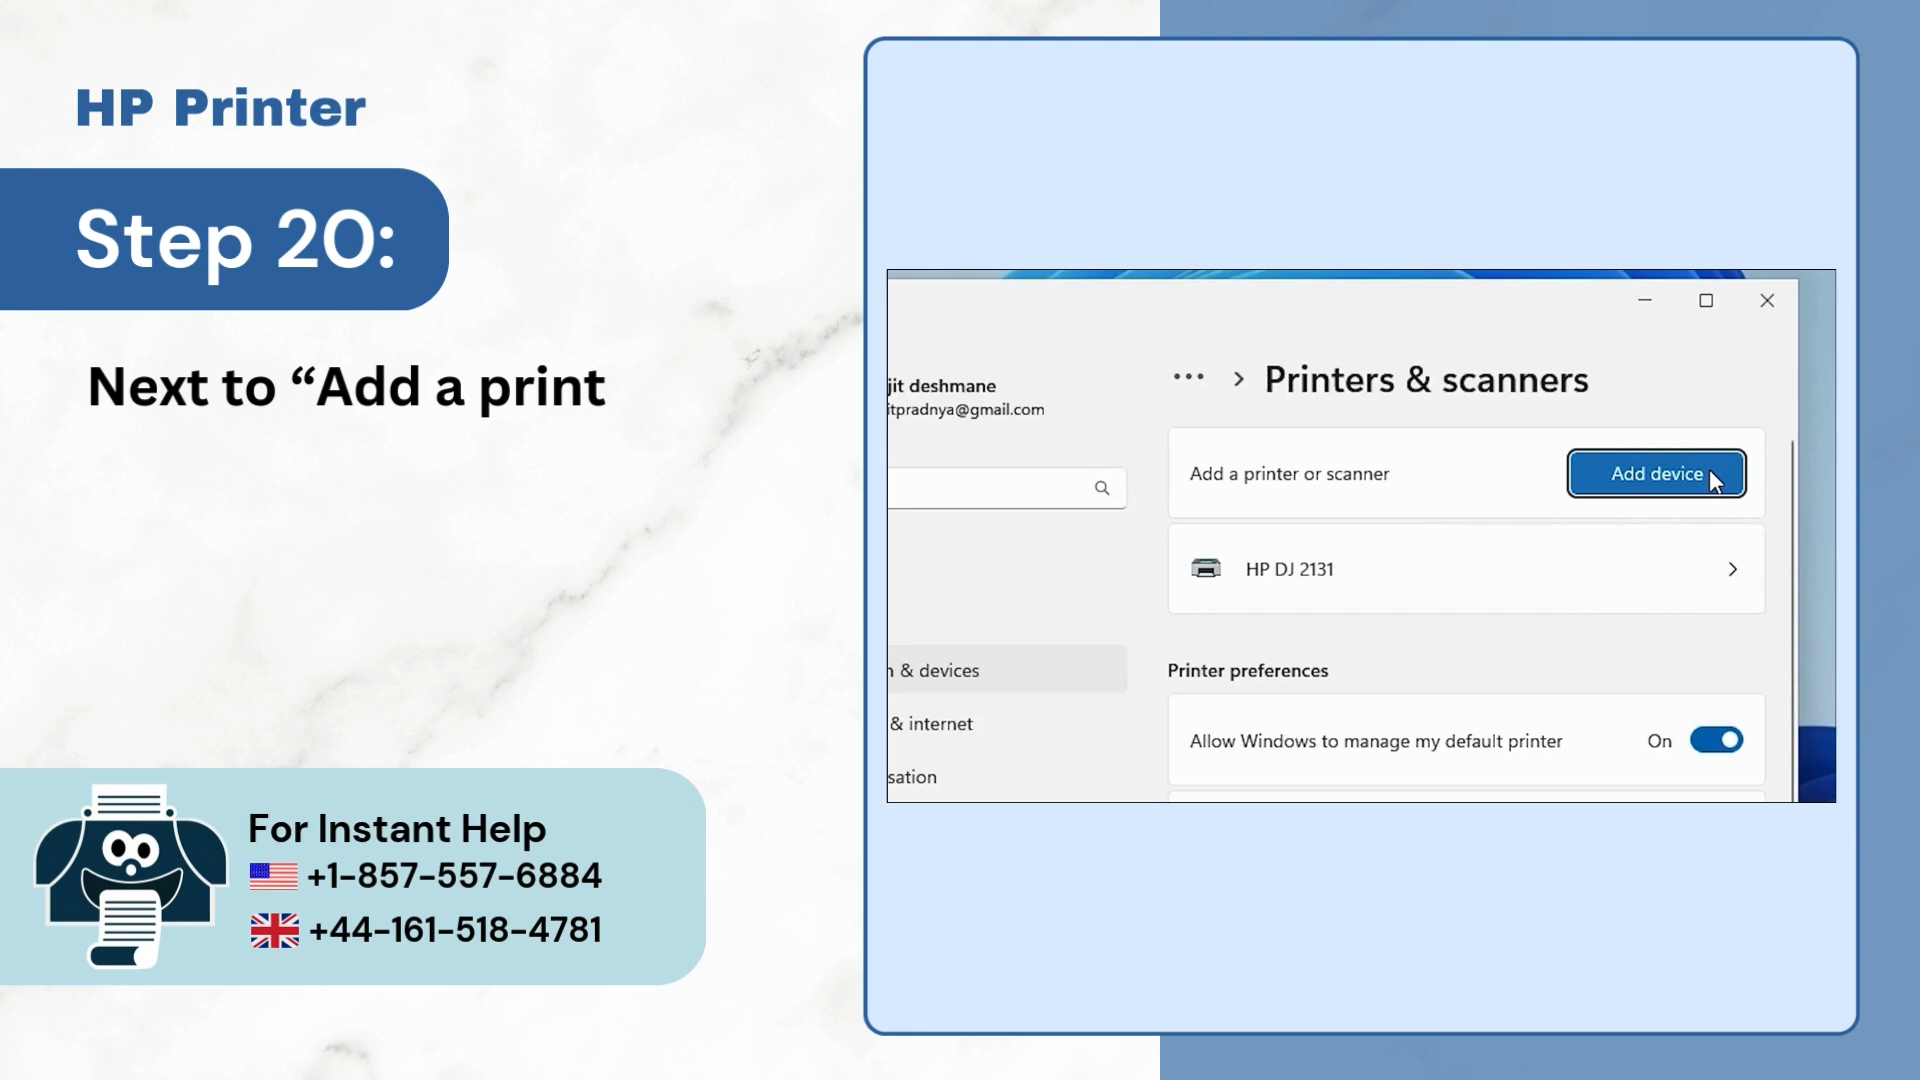 HP Printer
Step 20:
Next to “Add a print
For Instant Help
+1-857-557-6884
+44-161-518-4781
jit deshmane
itpradnya@gmail.com
& devices
& internet
sation
··· > Printers & scanners
Add a printer or scanner
Add device
HP DJ 2131
Printer preferences
Allow Windows to manage my default printer
On